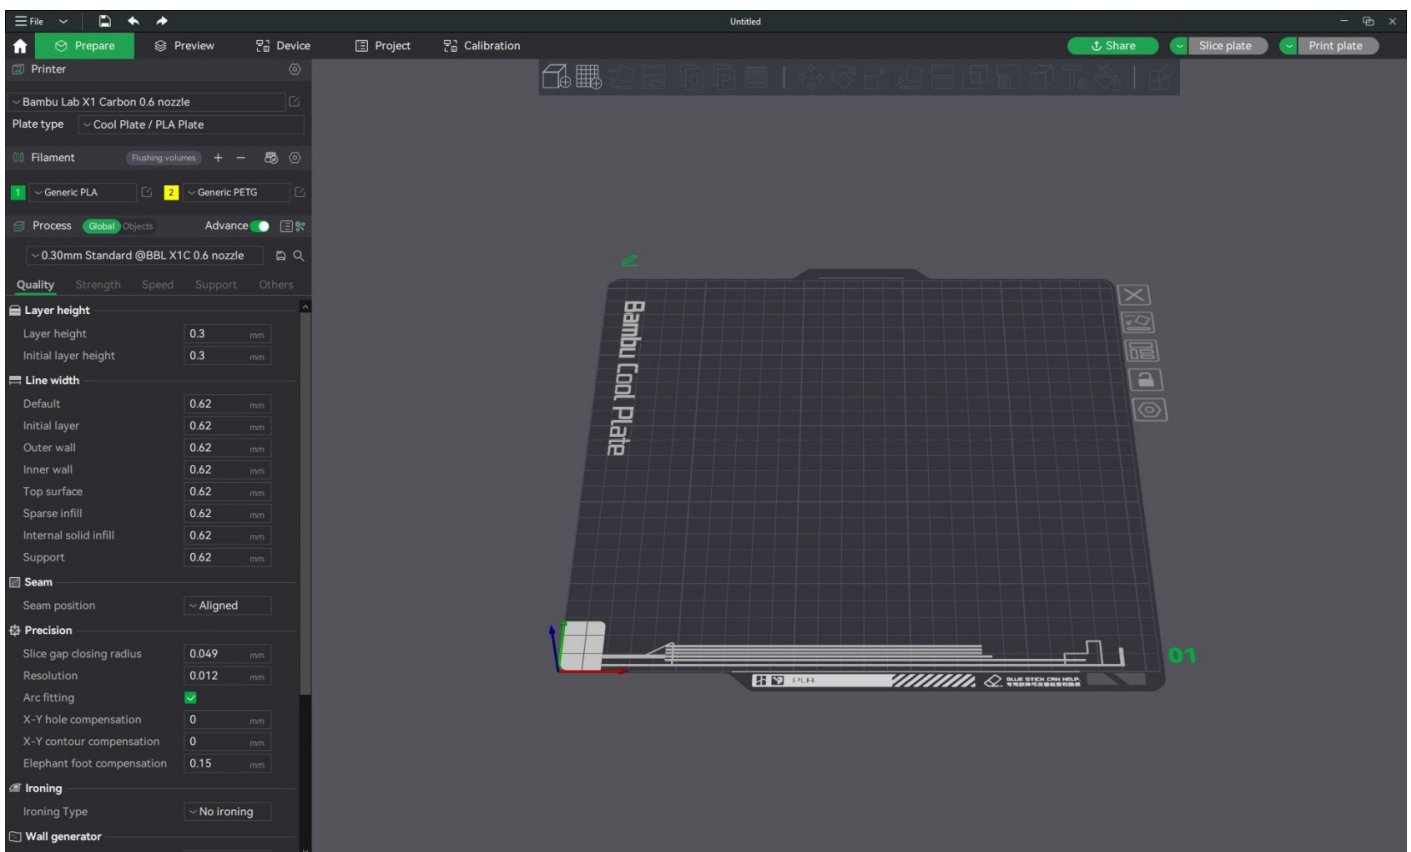 File
Untitled
Prepare
Preview
Device
Project
Calibration
Share
Slice plate
Print plate
Printer
Bambu Lab X1 Carbon 0.6 nozzle
Plate type
Cool Plate / PLA Plate
Filament
Flushing volumes
+ −
1
Generic PLA
2
Generic PETG
Process
Global
Objects
Advance
0.30mm Standard @BBL X1C 0.6 nozzle
Quality
Strength
Speed
Support
Others
Layer height
Layer height 0.3 mm
Initial layer height 0.3 mm
Line width
Default 0.62 mm
Initial layer 0.62 mm
Outer wall 0.62 mm
Inner wall 0.62 mm
Top surface 0.62 mm
Sparse infill 0.62 mm
Internal solid infill 0.62 mm
Support 0.62 mm
Seam
Seam position Aligned
Precision
Slice gap closing radius 0.049 mm
Resolution 0.012 mm
Arc fitting
X-Y hole compensation 0 mm
X-Y contour compensation 0 mm
Elephant foot compensation 0.15 mm
Ironing
Ironing Type No ironing
Wall generator
Bambu Cool Plate
01
PLA
GLUE STICK CAN HELP.